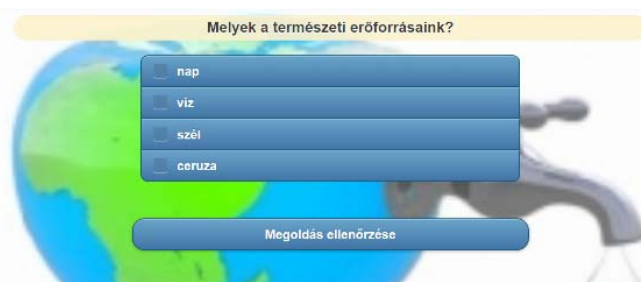 Melyek a természeti erőforrásaink?
nap
víz
szél
ceruza
Megoldás ellenőrzése